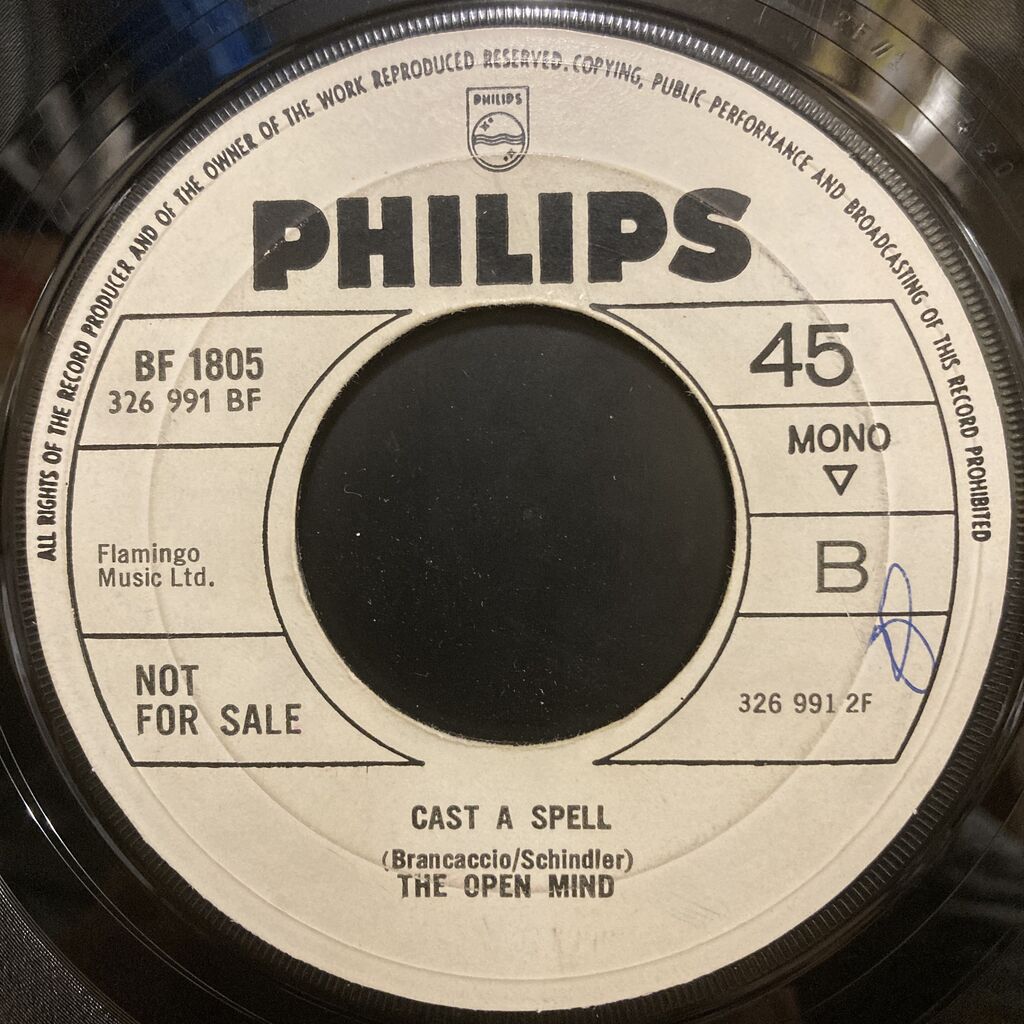 ALL RIGHTS OF THE RECORD PRODUCER AND OF THE OWNER OF THE WORK REPRODUCED RESERVED. COPYING, PUBLIC PERFORMANCE AND BROADCASTING OF THIS RECORD PROHIBITED
PHILIPS
PHILIPS
BF 1805
326 991 BF
45
MONO
Flamingo
Music Ltd.
B
NOT
FOR SALE
326 991 2F
CAST A SPELL
(Brancaccio/Schindler)
THE OPEN MIND